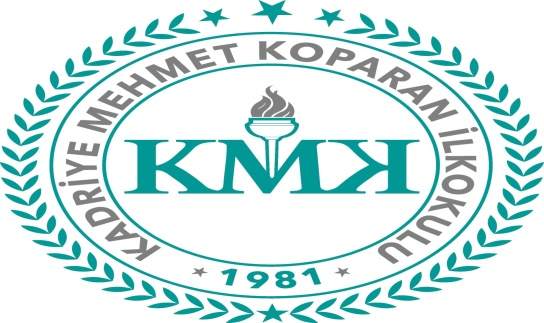 KADRİYE MEHMET KOPARAN İLKOKULU
KMK
1981